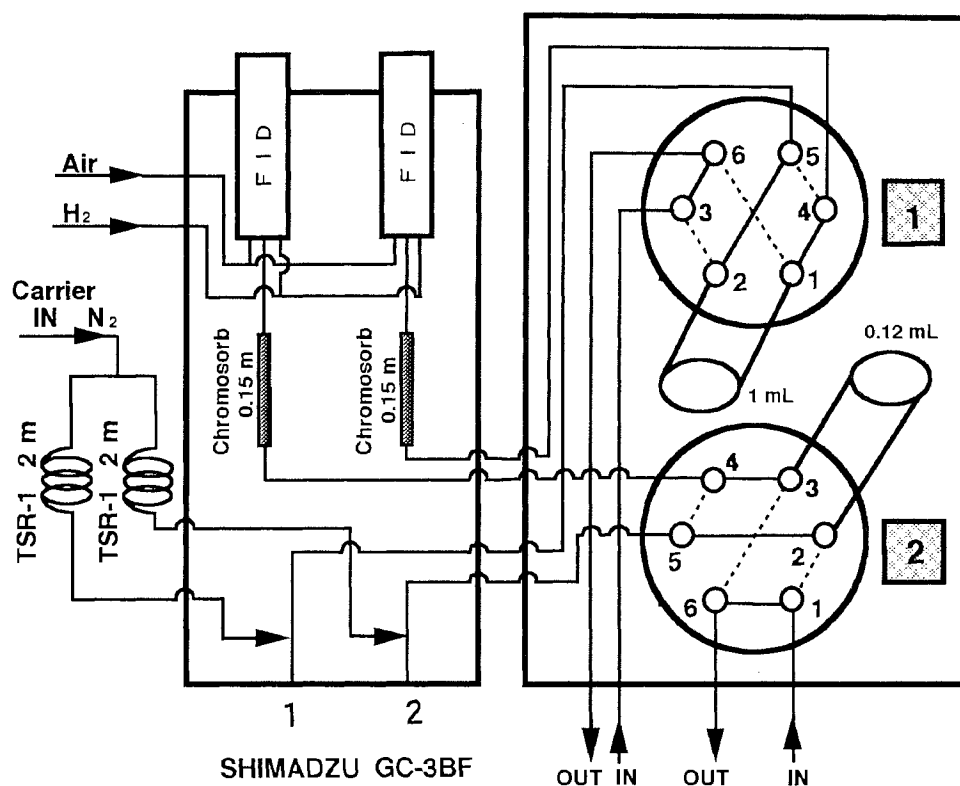 FID
FID
Air
H₂
Carrier
IN N₂
TSR-1 2 m
TSR-1 2 m
Chromosorb
0.15 m
Chromosorb
0.15 m
1
2
SHIMADZU GC-3BF
6
5
3
4
2
1
1
1 mL
0.12 mL
4
3
5
2
6
1
2
OUT IN OUT IN